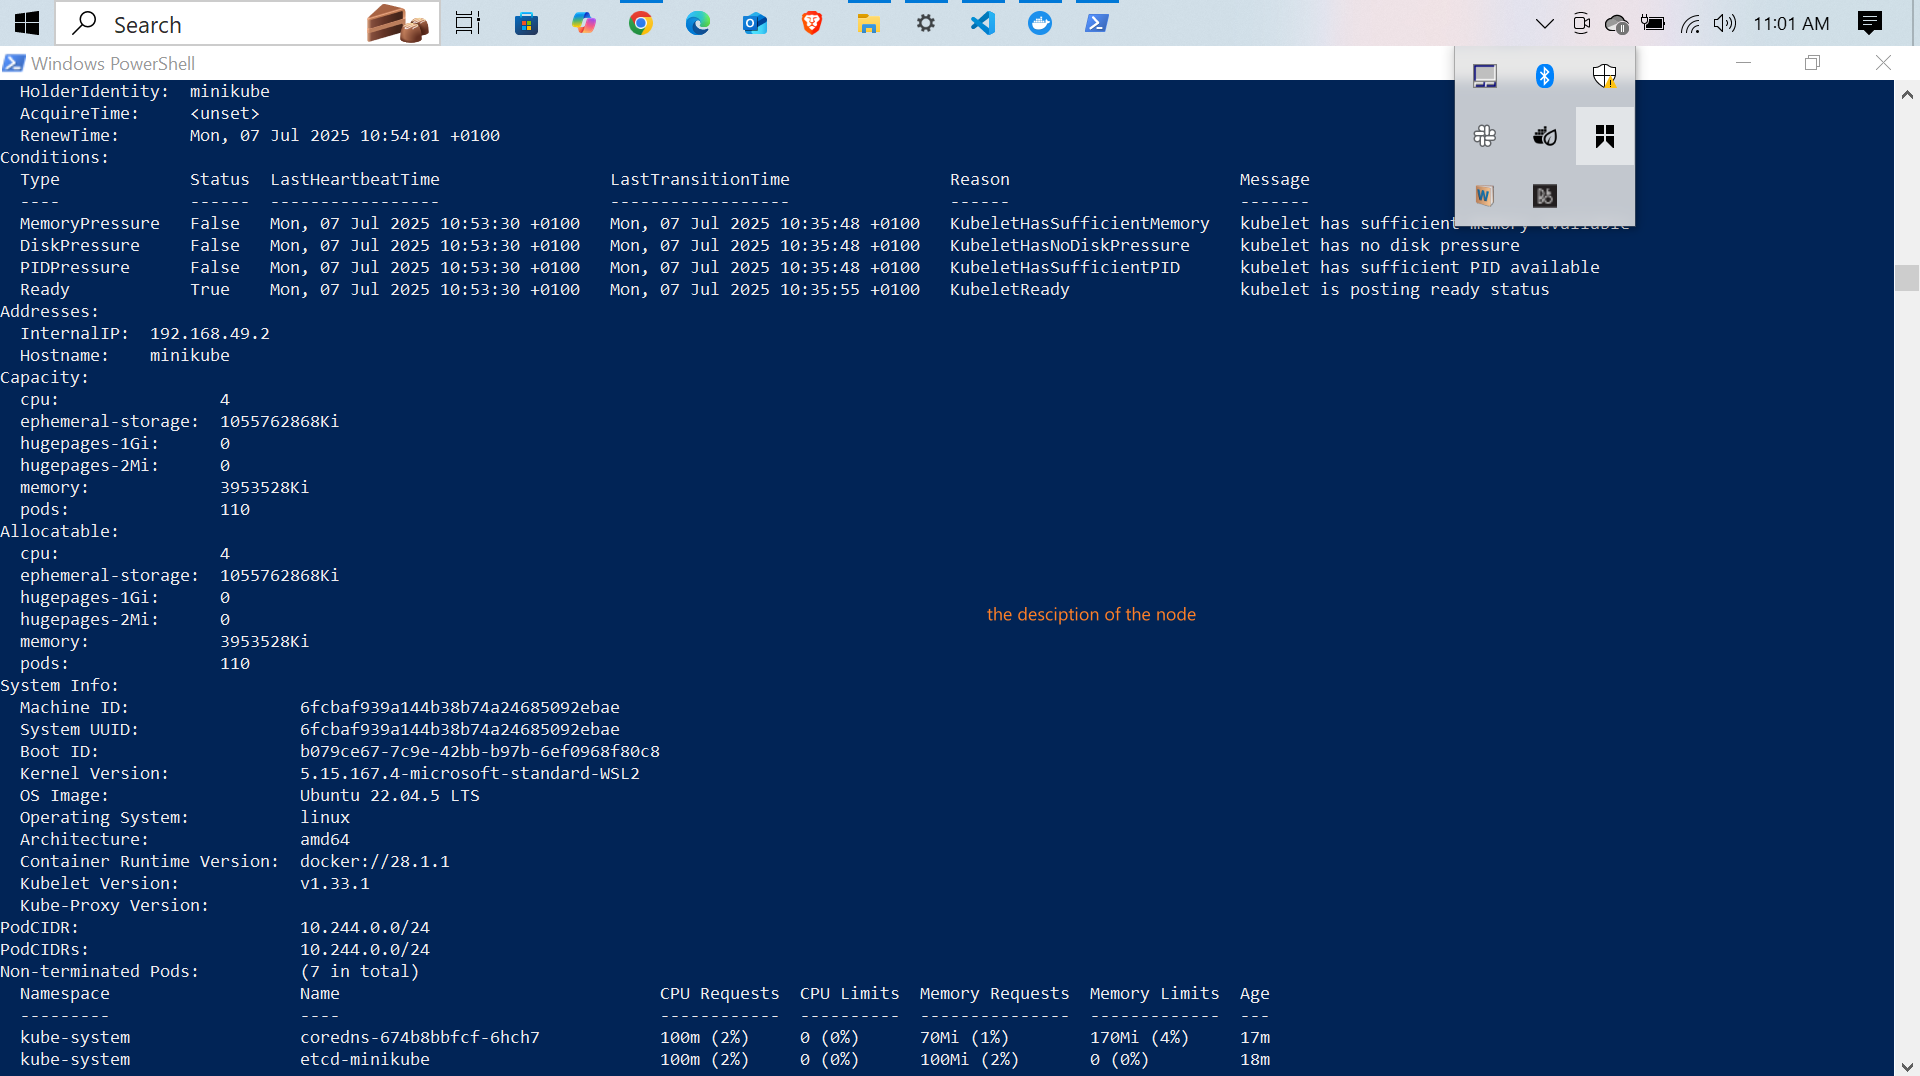 Search
11:01 AM
Windows PowerShell
HolderIdentity:  minikube
AcquireTime:     <unset>
RenewTime:       Mon, 07 Jul 2025 10:54:01 +0100
Conditions:
Type             Status  LastHeartbeatTime                 LastTransitionTime                Reason                       Message
----             ------  -----------------                 ------------------                ------                       -------
MemoryPressure   False   Mon, 07 Jul 2025 10:53:30 +0100   Mon, 07 Jul 2025 10:35:48 +0100   KubeletHasSufficientMemory   kubelet has sufficient memory available
DiskPressure     False   Mon, 07 Jul 2025 10:53:30 +0100   Mon, 07 Jul 2025 10:35:48 +0100   KubeletHasNoDiskPressure     kubelet has no disk pressure
PIDPressure      False   Mon, 07 Jul 2025 10:53:30 +0100   Mon, 07 Jul 2025 10:35:48 +0100   KubeletHasSufficientPID      kubelet has sufficient PID available
Ready            True    Mon, 07 Jul 2025 10:53:30 +0100   Mon, 07 Jul 2025 10:35:55 +0100   KubeletReady                 kubelet is posting ready status
Addresses:
InternalIP:  192.168.49.2
Hostname:    minikube
Capacity:
cpu:                4
ephemeral-storage:  1055762868Ki
hugepages-1Gi:      0
hugepages-2Mi:      0
memory:             3953528Ki
pods:               110
Allocatable:
cpu:                4
ephemeral-storage:  1055762868Ki
hugepages-1Gi:      0
hugepages-2Mi:      0
the desciption of the node
memory:             3953528Ki
pods:               110
System Info:
Machine ID:                 6fcbaf939a144b38b74a24685092ebae
System UUID:                6fcbaf939a144b38b74a24685092ebae
Boot ID:                    b079ce67-7c9e-42bb-b97b-6ef0968f80c8
Kernel Version:             5.15.167.4-microsoft-standard-WSL2
OS Image:                   Ubuntu 22.04.5 LTS
Operating System:           linux
Architecture:               amd64
Container Runtime Version:  docker://28.1.1
Kubelet Version:            v1.33.1
Kube-Proxy Version:
PodCIDR:                      10.244.0.0/24
PodCIDRs:                     10.244.0.0/24
Non-terminated Pods:          (7 in total)
Namespace                   Name                                CPU Requests  CPU Limits  Memory Requests  Memory Limits  Age
---------                   ----                                ------------  ----------  ---------------  -------------  ---
kube-system                 coredns-674b8bbfcf-6hch7            100m (2%)     0 (0%)      70Mi (1%)        170Mi (4%)     17m
kube-system                 etcd-minikube                       100m (2%)     0 (0%)      100Mi (2%)       0 (0%)         18m